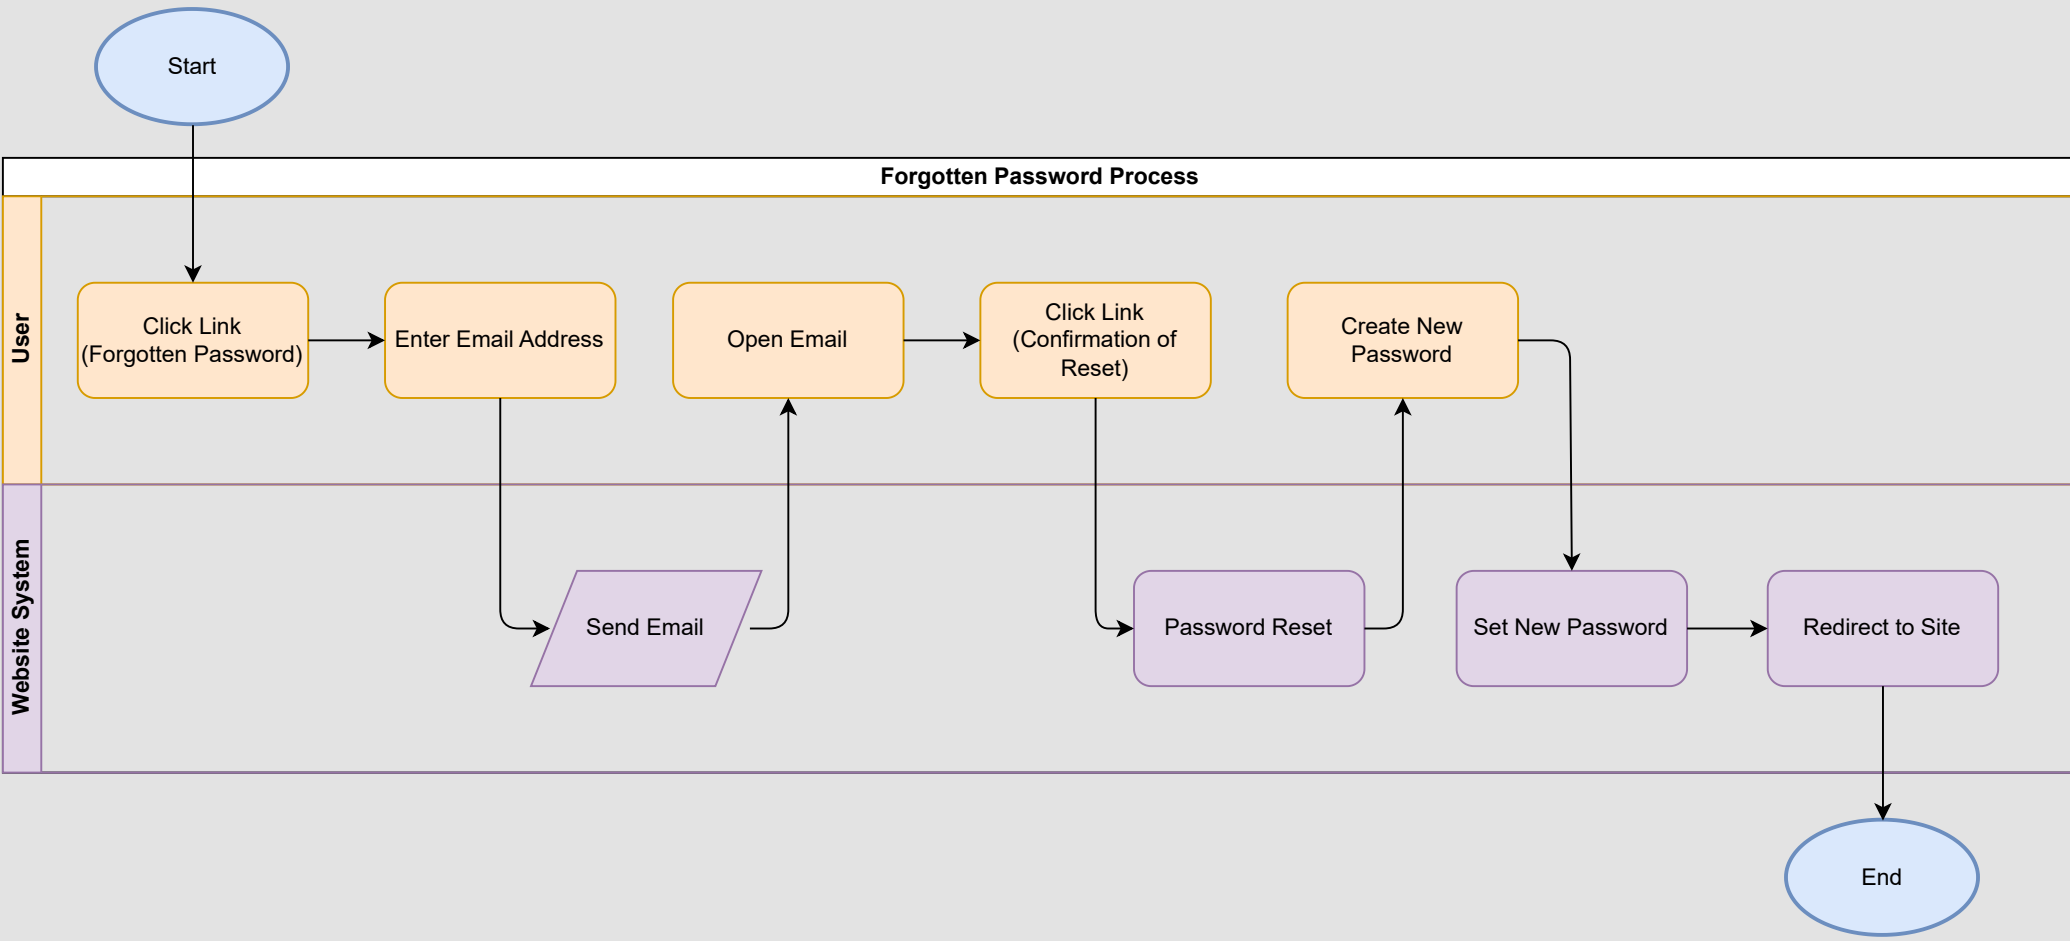 Start
Forgotten Password Process
User
Click Link
(Forgotten Password)
Enter Email Address
Open Email
Click Link
(Confirmation of
Reset)
Create New
Password
Website System
Send Email
Password Reset
Set New Password
Redirect to Site
End